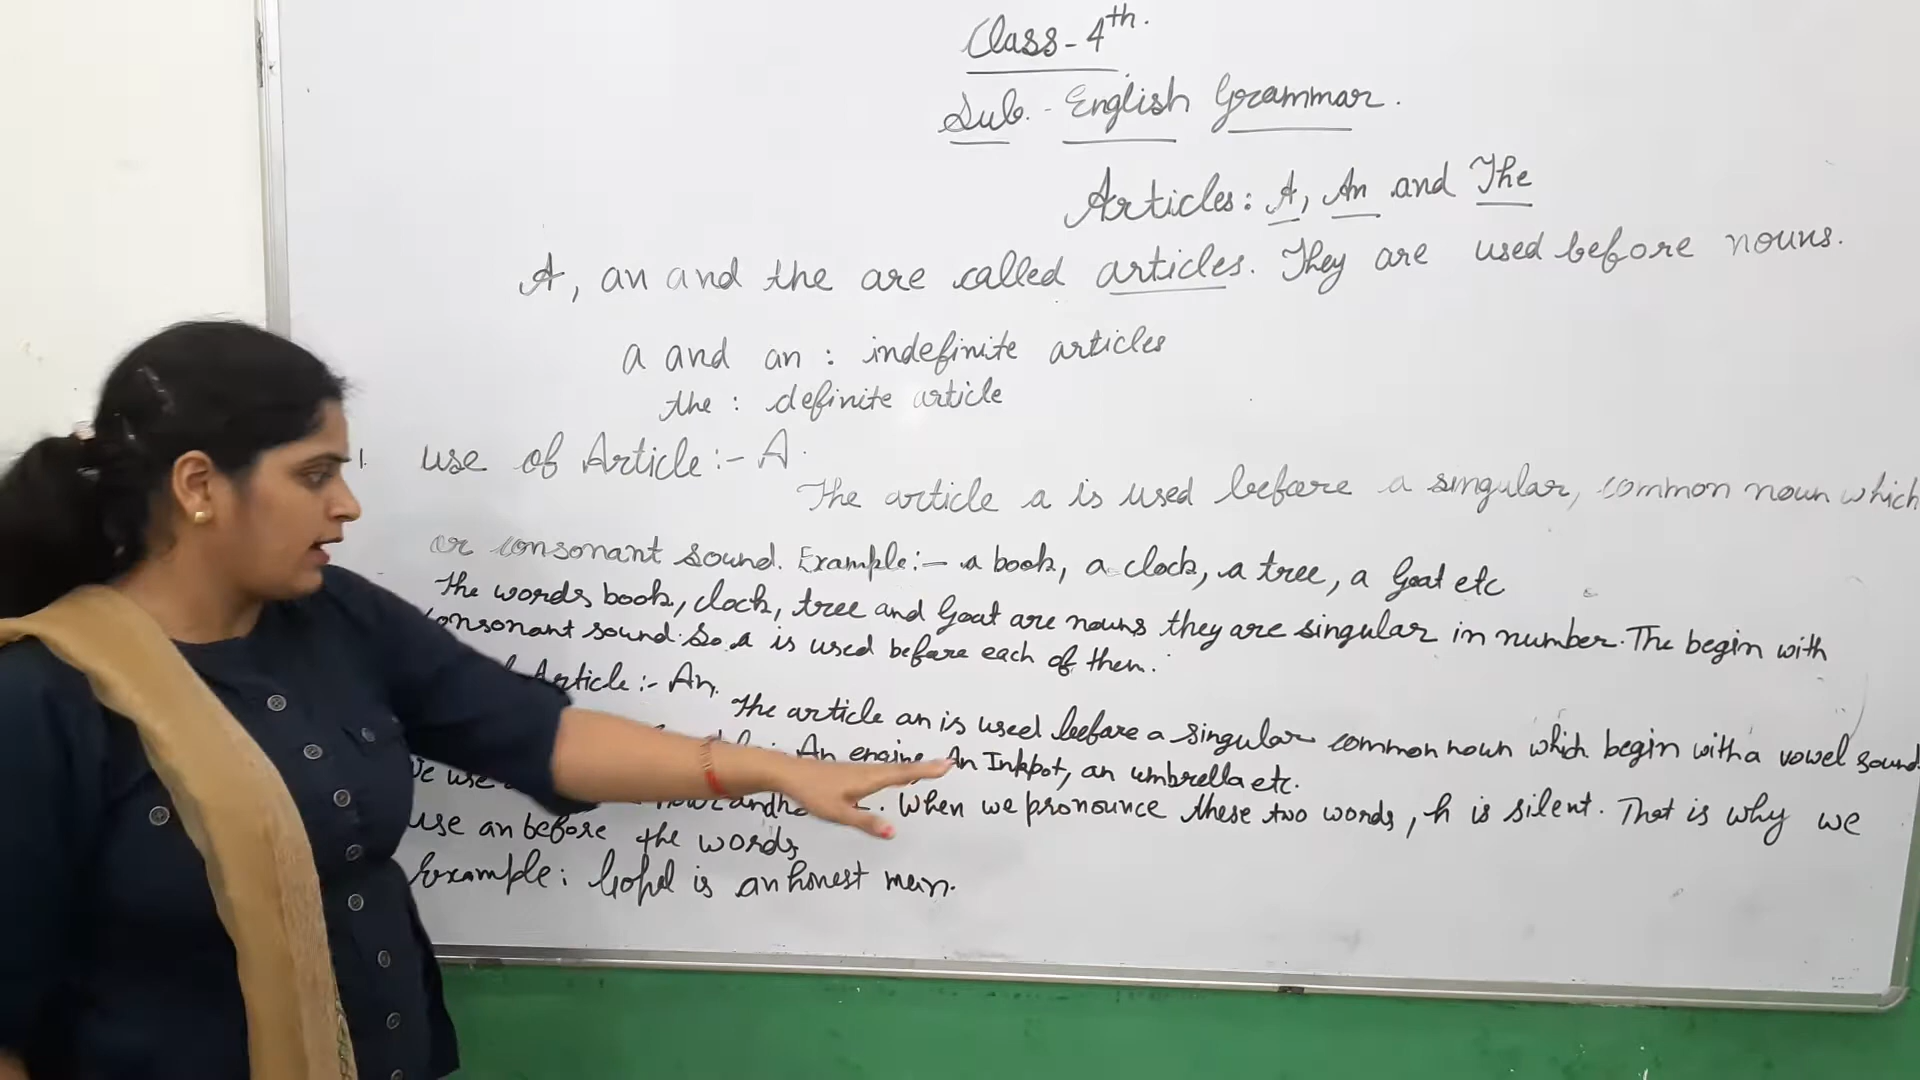 Class - 4th.
Sub. - English Grammar.
Articles: A, An and The
A, an and the are called articles. They are used before nouns.
a and an : indefinite articles
the : definite article
1. Use of Article :- A.
The article a is used before a singular, common noun which
or consonant sound. Example :- a book, a clock, a tree, a Goat etc
The words book, clock, tree and Goat are nouns they are singular in number. The begin with
consonant sound. So a is used before each of them.
Article :- An.
The article an is used before a singular common noun which begin with a vowel sound
An engine An Inkpot, an umbrella etc.
We use When we pronounce these two words, h is silent. That is why we
use an before the words
Example : Gopal is an honest man.